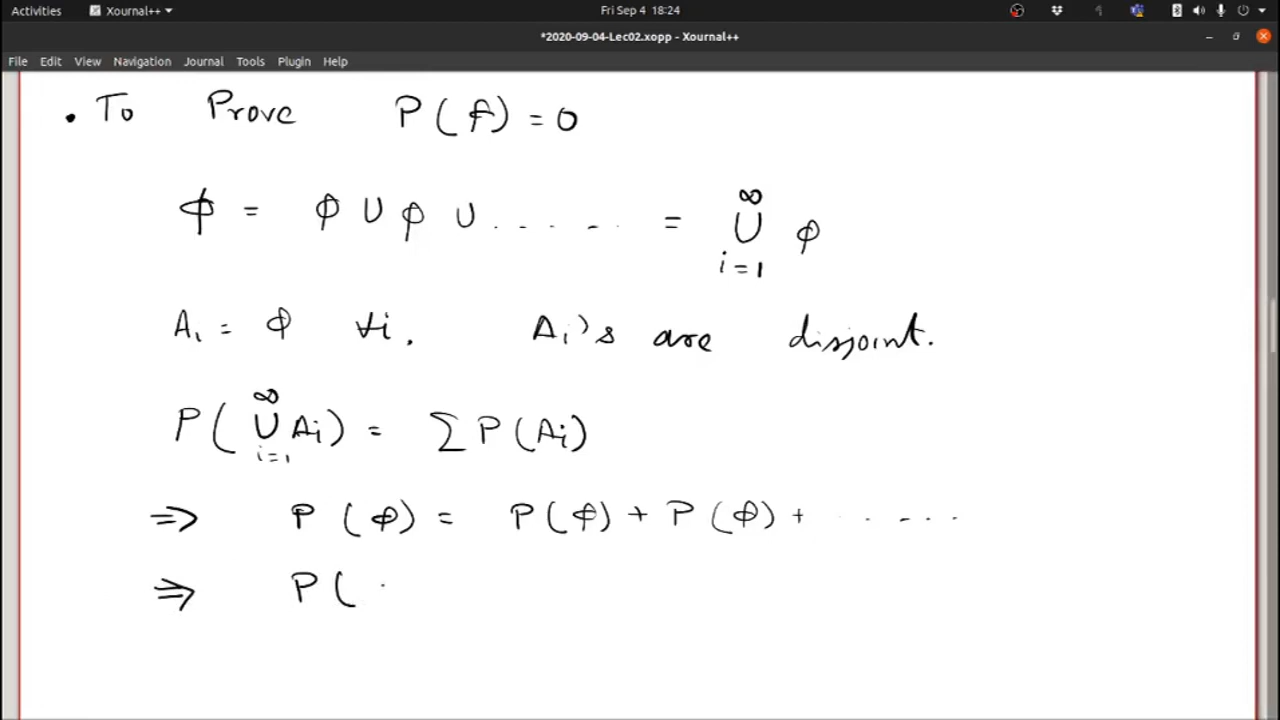 Activities Xournal++ Fri Sep 4 18:24
*2020-09-04-Lec02.xopp - Xournal++
File Edit View Navigation Journal Tools Plugin Help
• To Prove P(ϕ) = 0
ϕ = ϕ ∪ ϕ ∪ ...... = ∞ ∪ i=1 ϕ
Ai = ϕ ∀i. Ai's are disjoint.
P( ∞ ∪ i=1 Ai) = ∑ P(Ai)
⇒ P(ϕ) = P(ϕ) + P(ϕ) + .....
⇒ P(